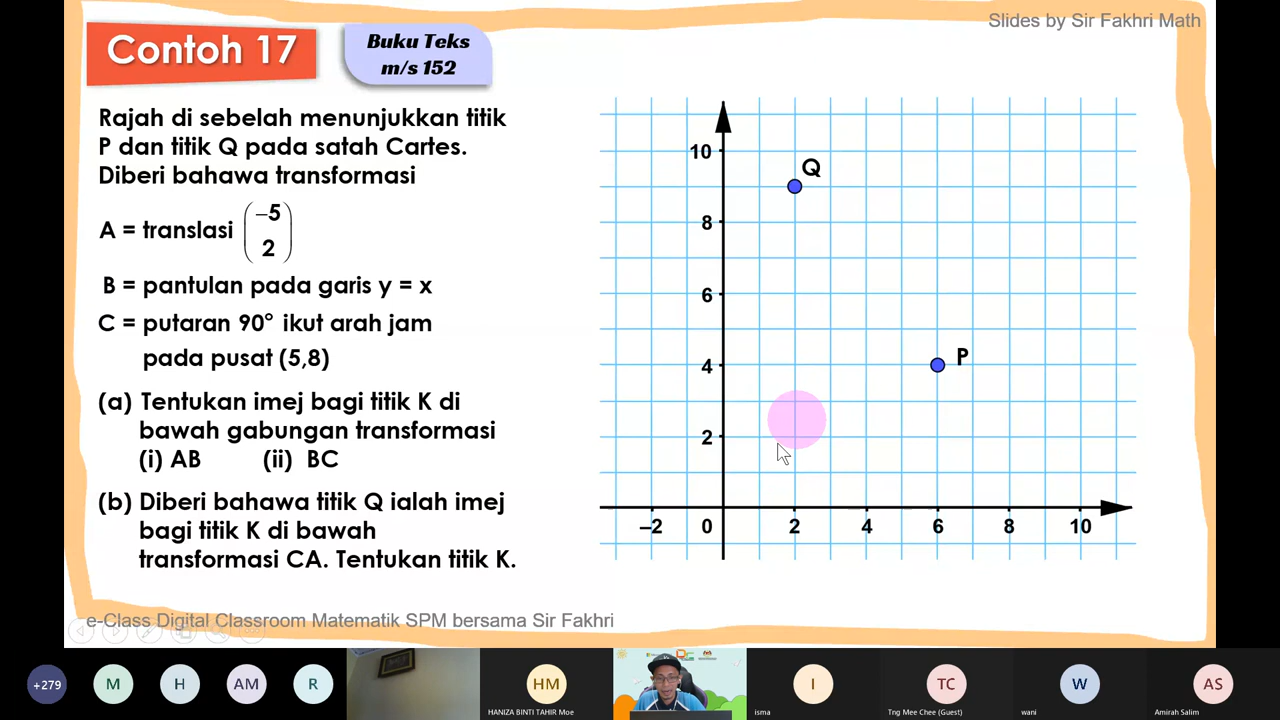 Slides by Sir Fakhri Math
Contoh 17
Buku Teks
m/s 152
Rajah di sebelah menunjukkan titik
P dan titik Q pada satah Cartes.
Diberi bahawa transformasi
A = translasi (–5 2)
B = pantulan pada garis y = x
C = putaran 90° ikut arah jam
pada pusat (5,8)
(a) Tentukan imej bagi titik K di
bawah gabungan transformasi
(i) AB (ii) BC
(b) Diberi bahawa titik Q ialah imej
bagi titik K di bawah
transformasi CA. Tentukan titik K.
10
Q
8
6
4
P
2
–2 0 2 4 6 8 10
e-Class Digital Classroom Matematik SPM bersama Sir Fakhri
+279 M H AM R HM I TC W AS
HANIZA BINTI TAHIR Moe isma Tng Mee Chee (Guest) wani Amirah Salim